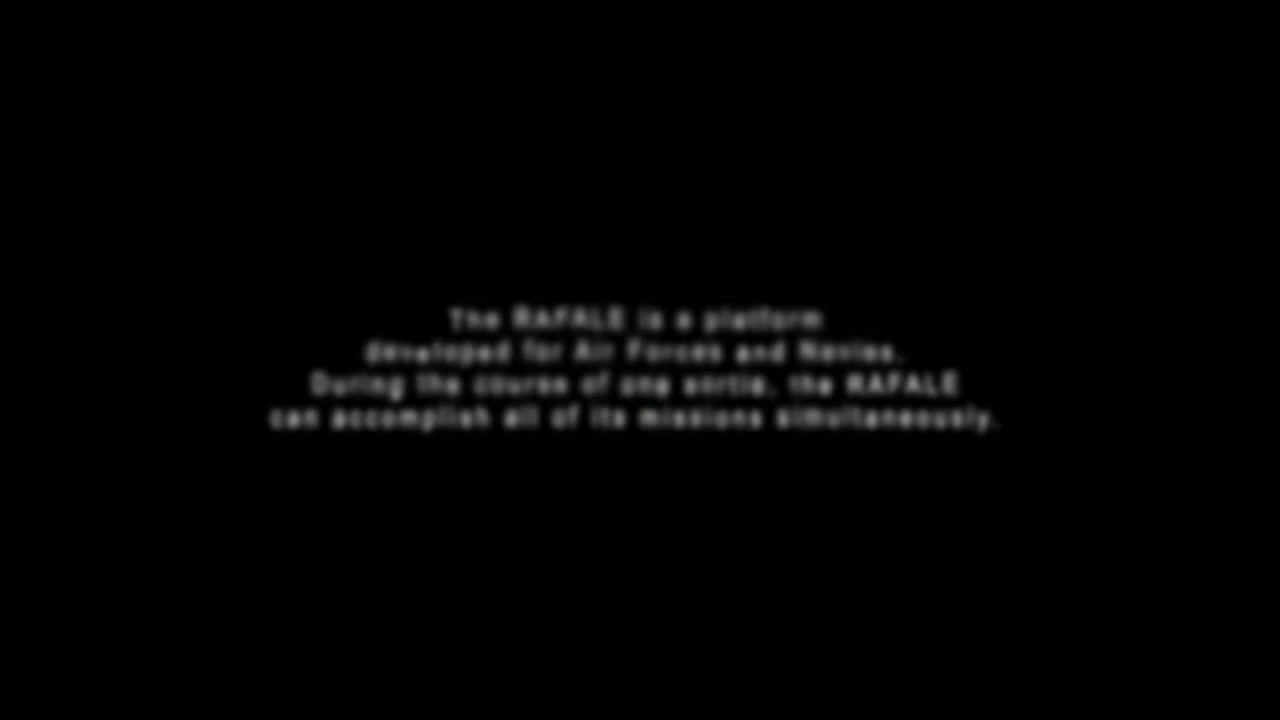 The RAFALE is a platform
developed for Air Forces and Navies.
During the course of one sortie, the RAFALE
can accomplish all of its missions simultaneously.